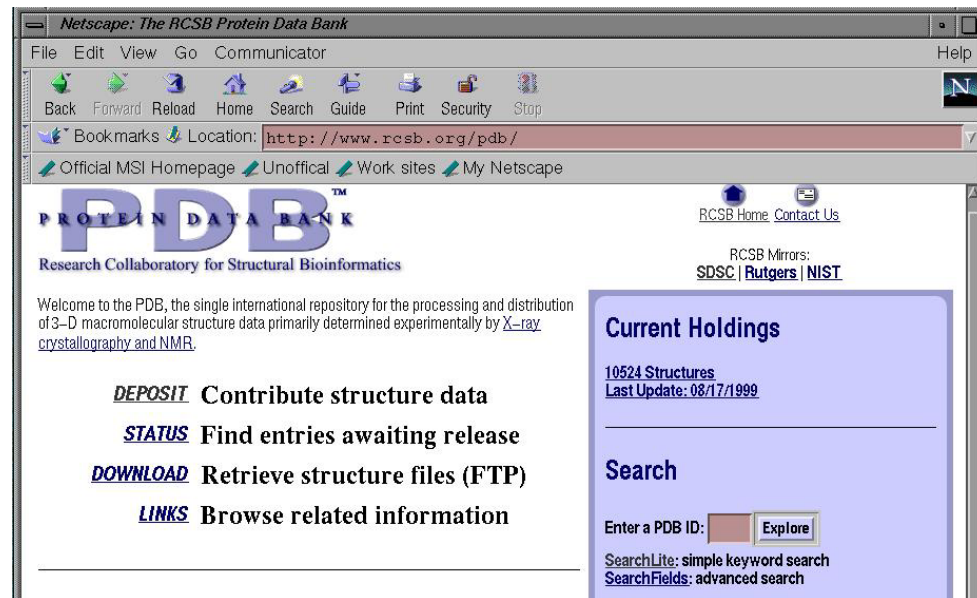 Netscape: The RCSB Protein Data Bank
File Edit View Go Communicator Help
Back Forward Reload Home Search Guide Print Security Stop
N
Bookmarks Location: http://www.rcsb.org/pdb/
Official MSI Homepage Unoffical Work sites My Netscape
PDB™
PROTEIN DATA BANK
Research Collaboratory for Structural Bioinformatics
RCSB Home Contact Us
RCSB Mirrors:
SDSC | Rutgers | NIST
Welcome to the PDB, the single international repository for the processing and distribution
of 3-D macromolecular structure data primarily determined experimentally by X-ray
crystallography and NMR.
DEPOSIT Contribute structure data
STATUS Find entries awaiting release
DOWNLOAD Retrieve structure files (FTP)
LINKS Browse related information
Current Holdings
10524 Structures
Last Update: 08/17/1999
Search
Enter a PDB ID: Explore
SearchLite: simple keyword search
SearchFields: advanced search